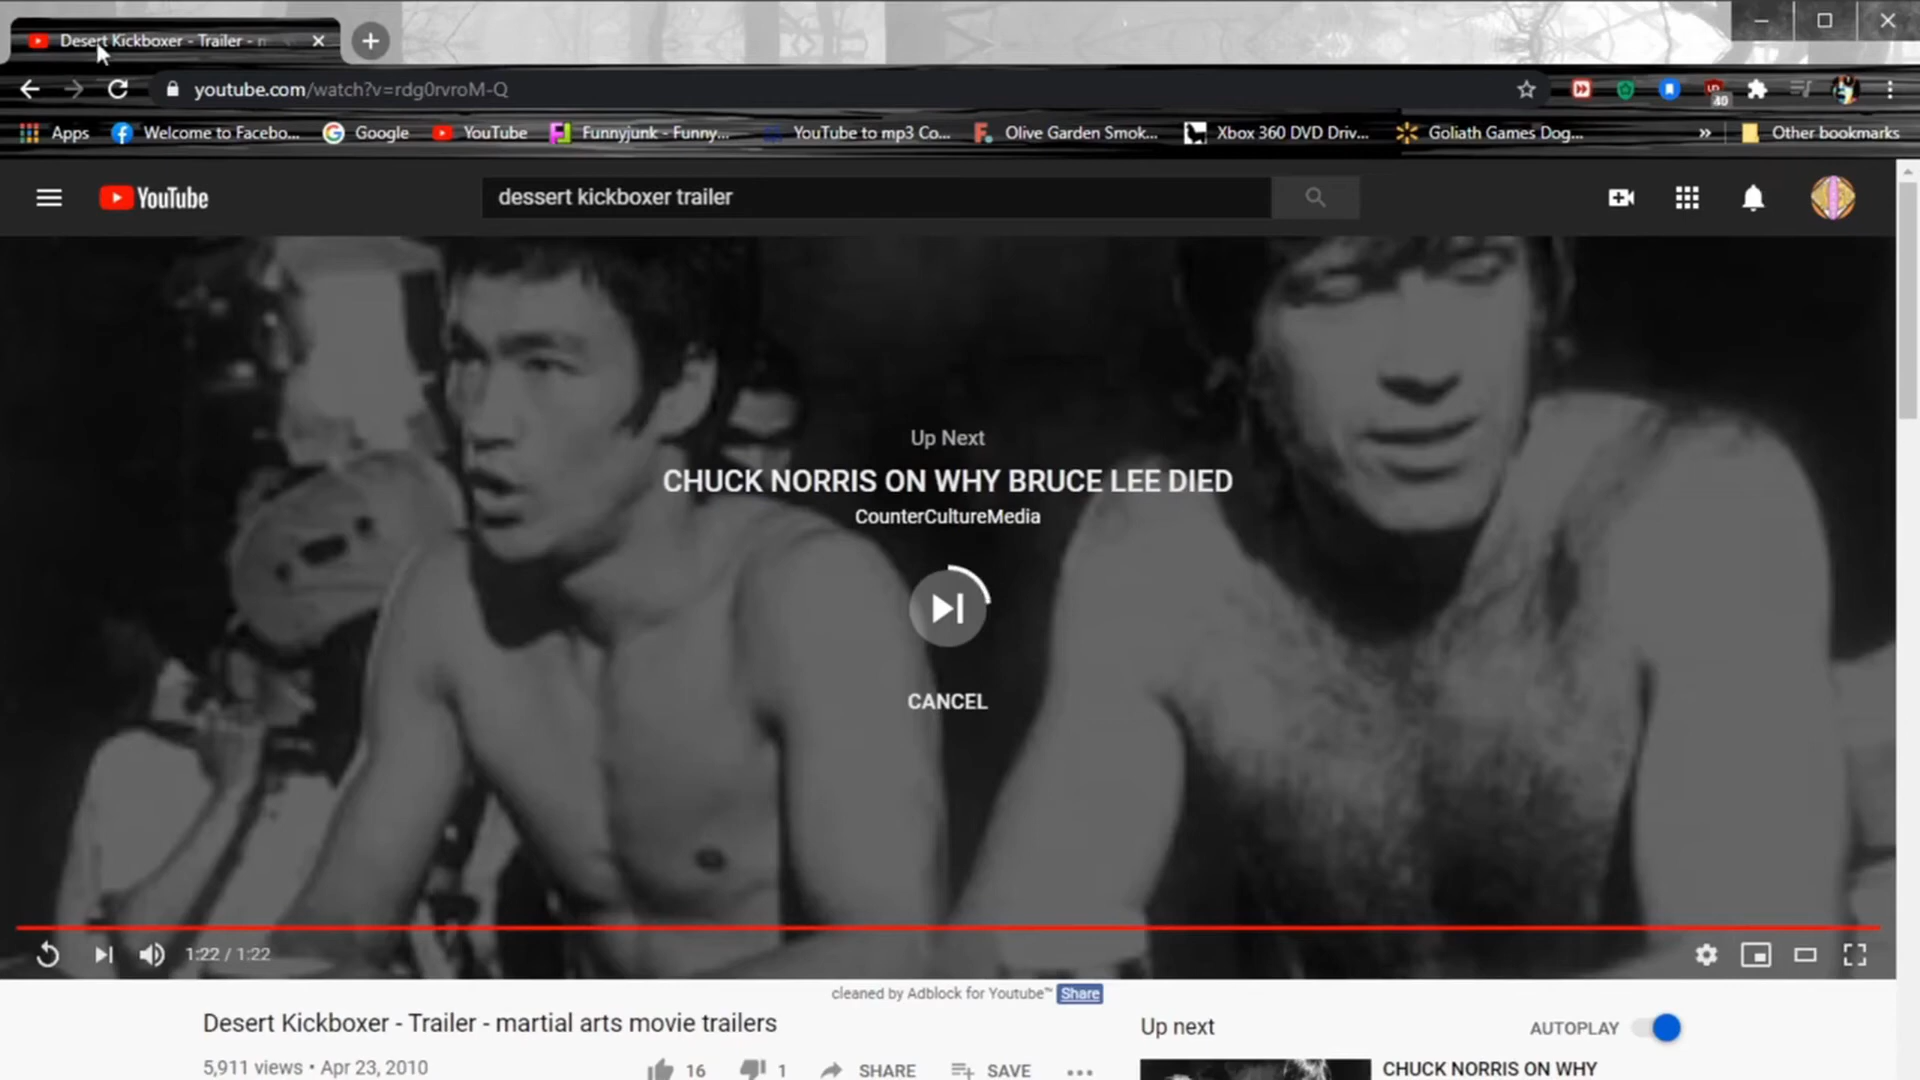 Desert Kickboxer - Trailer -
youtube.com/watch?v=rdg0rvroM-Q
Apps Welcome to Facebo... Google YouTube Funnyjunk - Funny... YouTube to mp3 Co... Olive Garden Smok... Xbox 360 DVD Driv... Goliath Games Dog... » Other bookmarks
YouTube dessert kickboxer trailer
Up Next
CHUCK NORRIS ON WHY BRUCE LEE DIED
CounterCultureMedia
CANCEL
1:22 / 1:22
cleaned by Adblock for Youtube™ Share
Desert Kickboxer - Trailer - martial arts movie trailers
Up next AUTOPLAY
5,911 views • Apr 23, 2010 16 1 SHARE SAVE
CHUCK NORRIS ON WHY